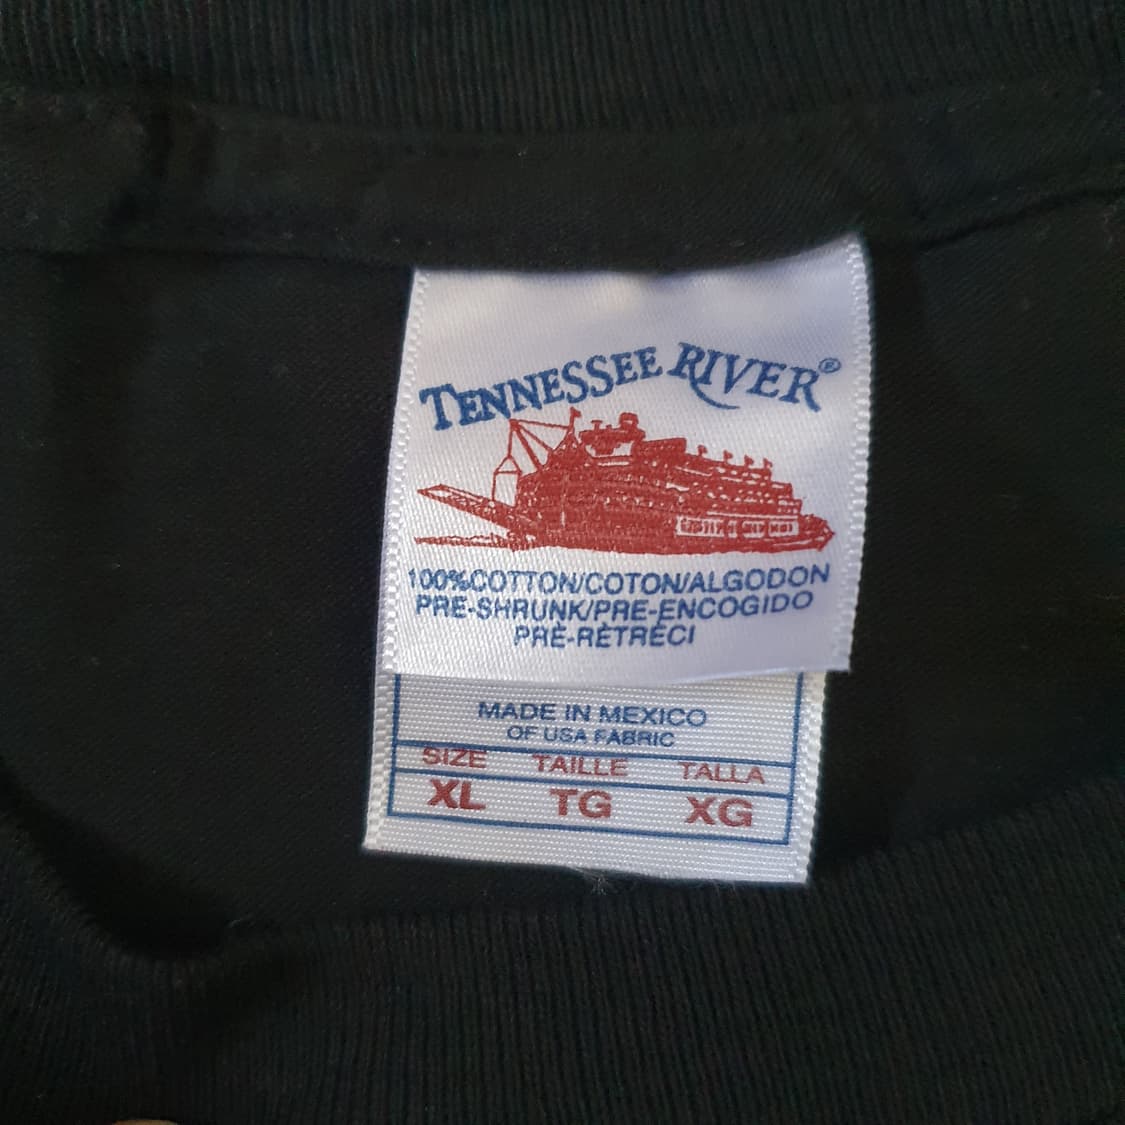 TENNESSEE RIVER®
100%COTTON/COTON/ALGODON
PRE-SHRUNK/PRE-ENCOGIDO
PRÉ-RÉTRÉCI
MADE IN MEXICO
OF USA FABRIC
SIZE TAILLE TALLA
XL TG XG